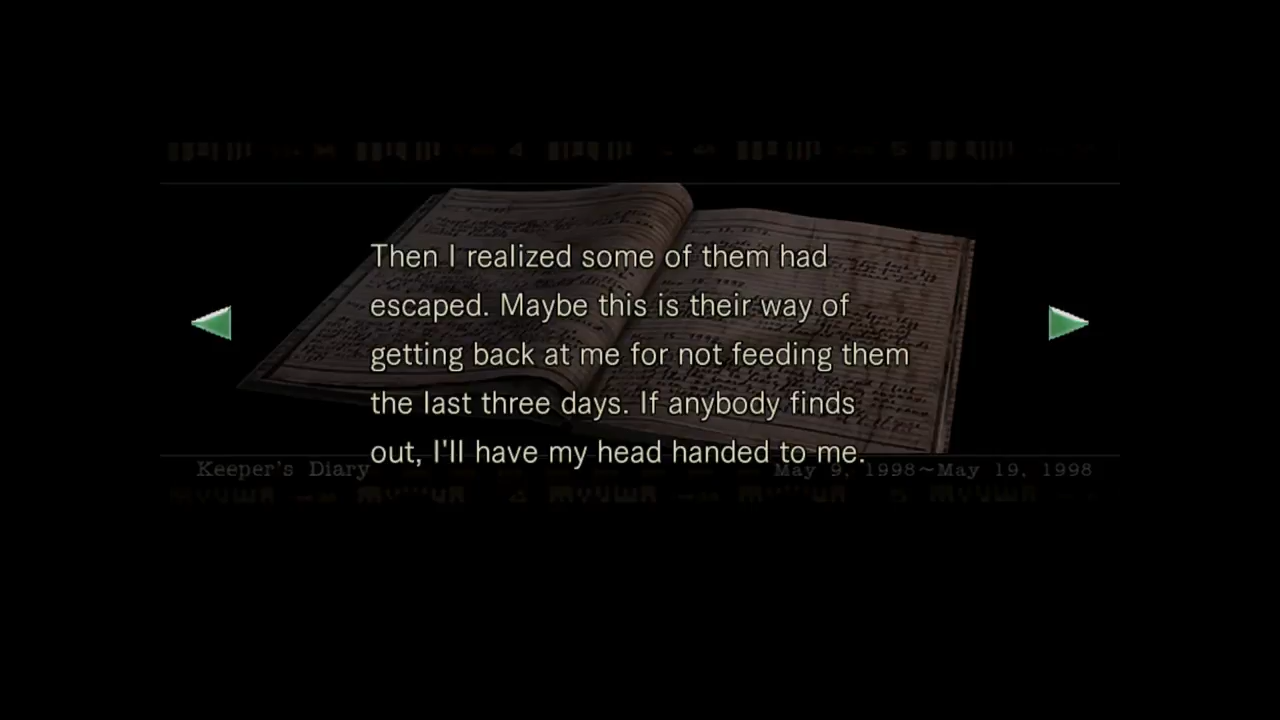 Then I realized some of them had
escaped. Maybe this is their way of
getting back at me for not feeding them
the last three days. If anybody finds
out, I'll have my head handed to me.
Keeper's Diary
May 9, 1998~May 19, 1998